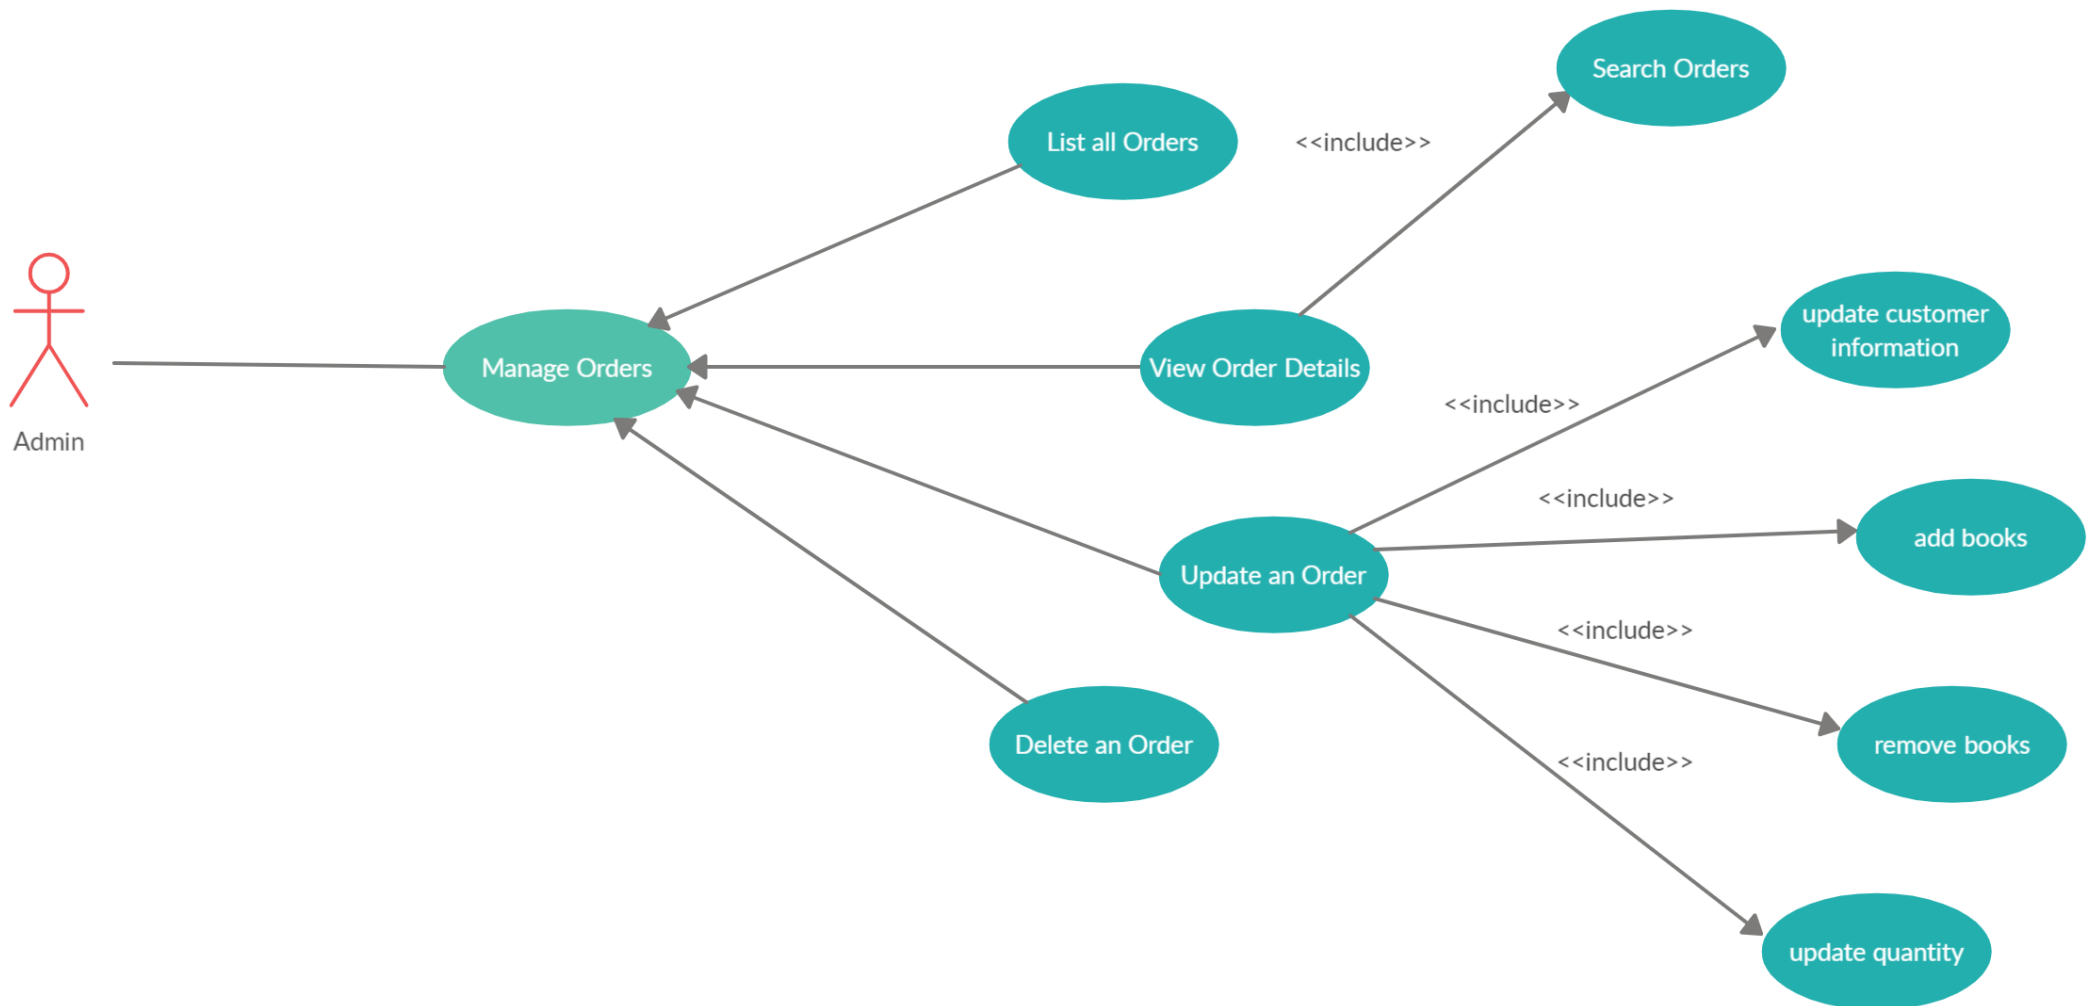 Search Orders
List all Orders
<<include>>
update customer
information
Manage Orders
View Order Details
<<include>>
Admin
<<include>>
add books
Update an Order
<<include>>
Delete an Order
remove books
<<include>>
update quantity